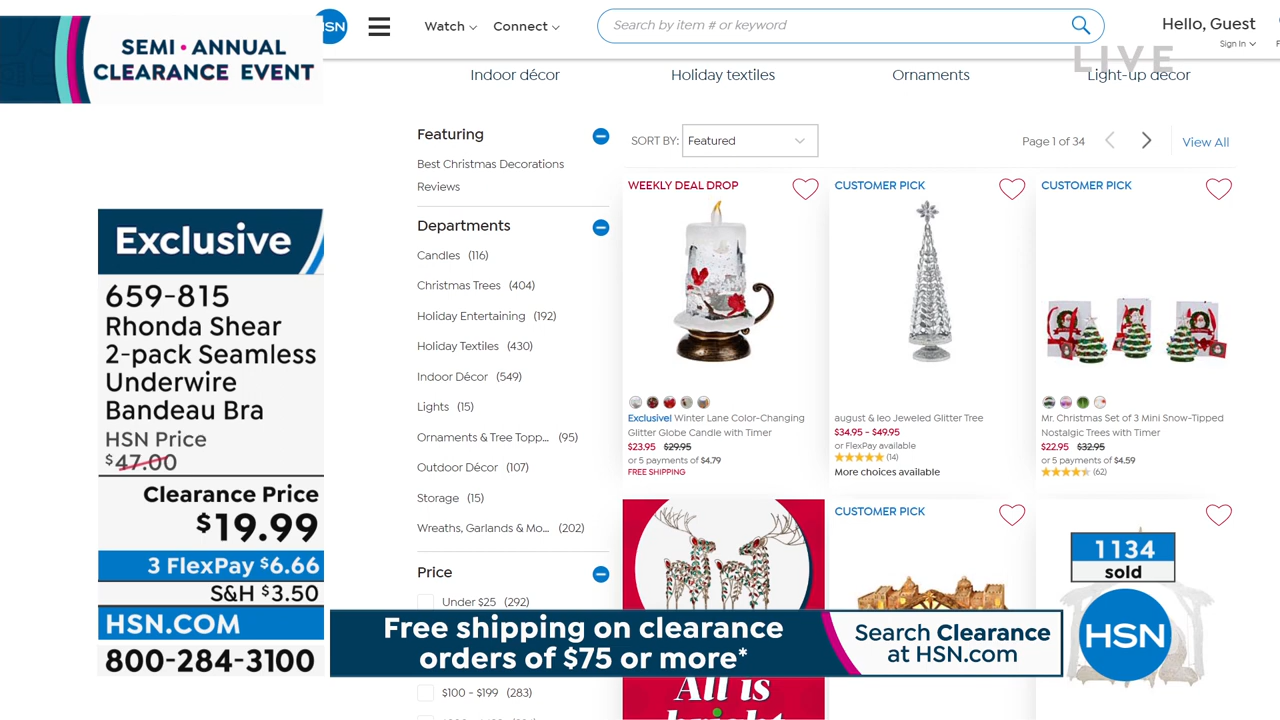 SEMI • ANNUAL
CLEARANCE EVENT
HSN
Watch
Connect
Search by item # or keyword
Hello, Guest
Sign In
LIVE
Indoor décor
Holiday textiles
Ornaments
Light-up decor
Featuring
Best Christmas Decorations
Reviews
Departments
Candles (116)
Christmas Trees (404)
Holiday Entertaining (192)
Holiday Textiles (430)
Indoor Décor (549)
Lights (15)
Ornaments & Tree Topp... (95)
Outdoor Décor (107)
Storage (15)
Wreaths, Garlands & Mo... (202)
Price
Under $25 (292)
$100 - $199 (283)
SORT BY: Featured
Page 1 of 34
View All
WEEKLY DEAL DROP
Exclusive! Winter Lane Color-Changing
Glitter Globe Candle with Timer
$23.95 $29.95
or 5 payments of $4.79
FREE SHIPPING
CUSTOMER PICK
august & leo Jeweled Glitter Tree
$34.95 - $49.95
or FlexPay available
(14)
More choices available
CUSTOMER PICK
Mr. Christmas Set of 3 Mini Snow-Tipped
Nostalgic Trees with Timer
$22.95 $32.95
or 5 payments of $4.59
(62)
All is
bright
CUSTOMER PICK
Exclusive
659-815
Rhonda Shear
2-pack Seamless
Underwire
Bandeau Bra
HSN Price
$47.00
Clearance Price
$19.99
3 FlexPay $6.66
S&H $3.50
HSN.COM
800-284-3100
Free shipping on clearance
orders of $75 or more*
Search Clearance
at HSN.com
1134
sold
HSN